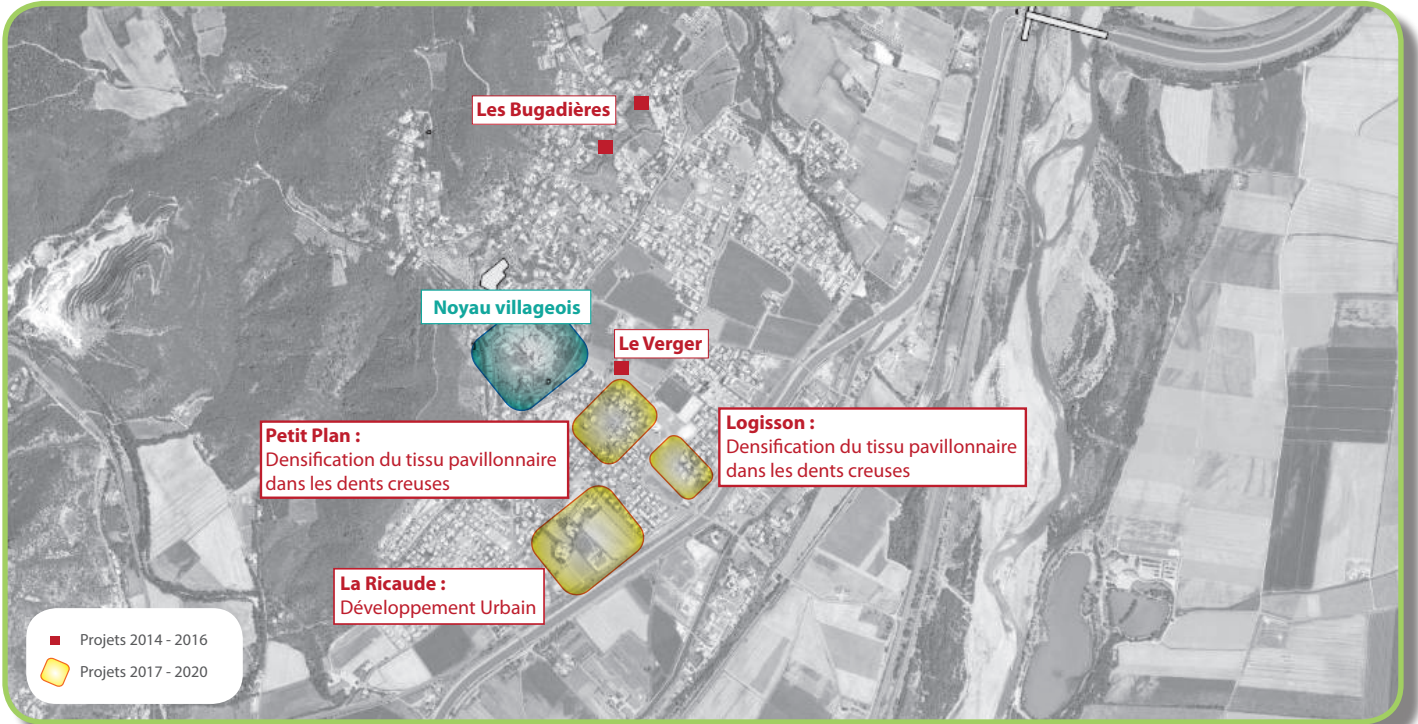 Les Bugadières
Noyau villageois
Le Verger
Petit Plan :
Densification du tissu pavillonnaire
dans les dents creuses
Logisson :
Densification du tissu pavillonnaire
dans les dents creuses
La Ricaude :
Développement Urbain
Projets 2014 - 2016
Projets 2017 - 2020